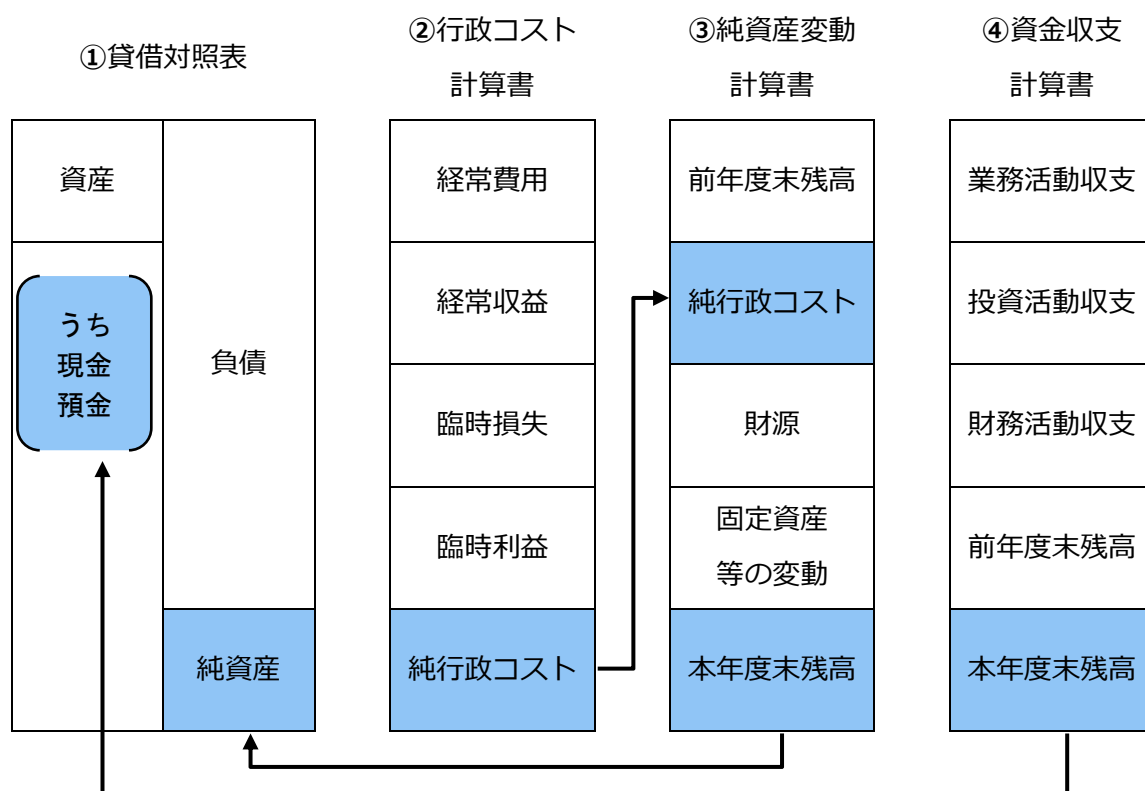 ①貸借対照表
資産
うち
現金
預金
負債
純資産
②行政コスト
計算書
経常費用
経常収益
臨時損失
臨時利益
純行政コスト
③純資産変動
計算書
前年度末残高
純行政コスト
財源
固定資産
等の変動
本年度末残高
④資金収支
計算書
業務活動収支
投資活動収支
財務活動収支
前年度末残高
本年度末残高